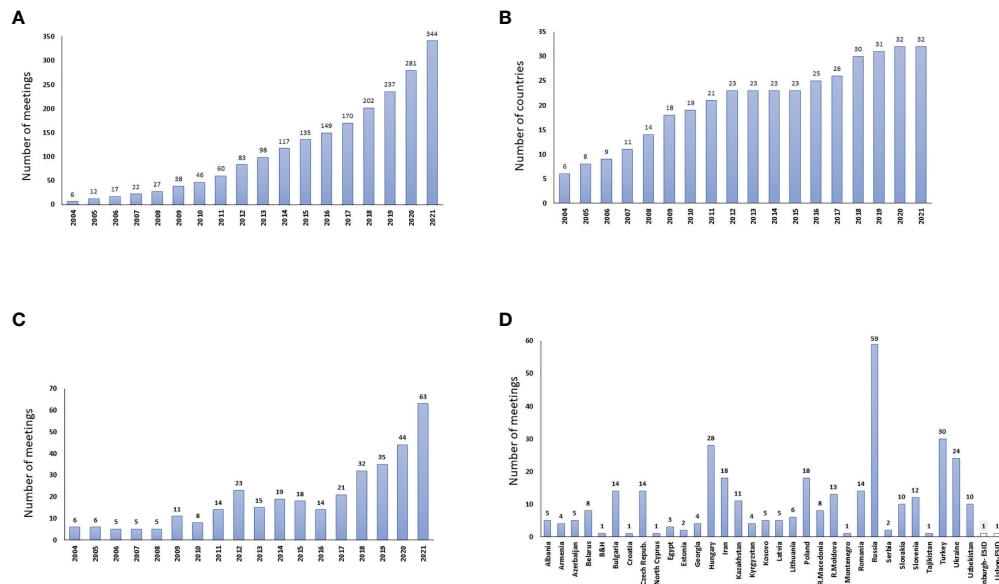 A
Number of meetings
350
300
250
200
150
100
50
0
6 12 17 22 27 38 46 60 83 98 117 135 149 170 202 237 281 344
2004 2005 2006 2007 2008 2009 2010 2011 2012 2013 2014 2015 2016 2017 2018 2019 2020 2021
B
Number of countries
35
30
25
20
15
10
5
0
6 8 9 11 14 18 19 21 23 23 23 23 25 26 30 31 32 32
2004 2005 2006 2007 2008 2009 2010 2011 2012 2013 2014 2015 2016 2017 2018 2019 2020 2021
C
Number of meetings
70
60
50
40
30
20
10
0
6 6 5 5 5 11 8 14 23 15 19 18 14 21 32 35 44 63
2004 2005 2006 2007 2008 2009 2010 2011 2012 2013 2014 2015 2016 2017 2018 2019 2020 2021
D
Number of meetings
60
50
40
30
20
10
0
5 4 5 8 1 14 1 14 1 3 2 4 28 18 11 4 5 5 6 18 8 13 1 14 59 2 10 12 1 30 24 10 1 1
Albania
Armenia
Azerbaijan
Belarus
B&H
Bulgaria
Croatia
Czech Repub.
North Cyprus
Egypt
Estonia
Georgia
Hungary
Iran
Kazakhstan
Kyrgyzstan
Kosovo
Latvia
Lithuania
Poland
R.Macedonia
R.Moldova
Montenegro
Romania
Russia
Serbia
Slovakia
Slovenia
Tajikistan
Turkey
Ukraine
Uzbekistan
nburgh- ESID